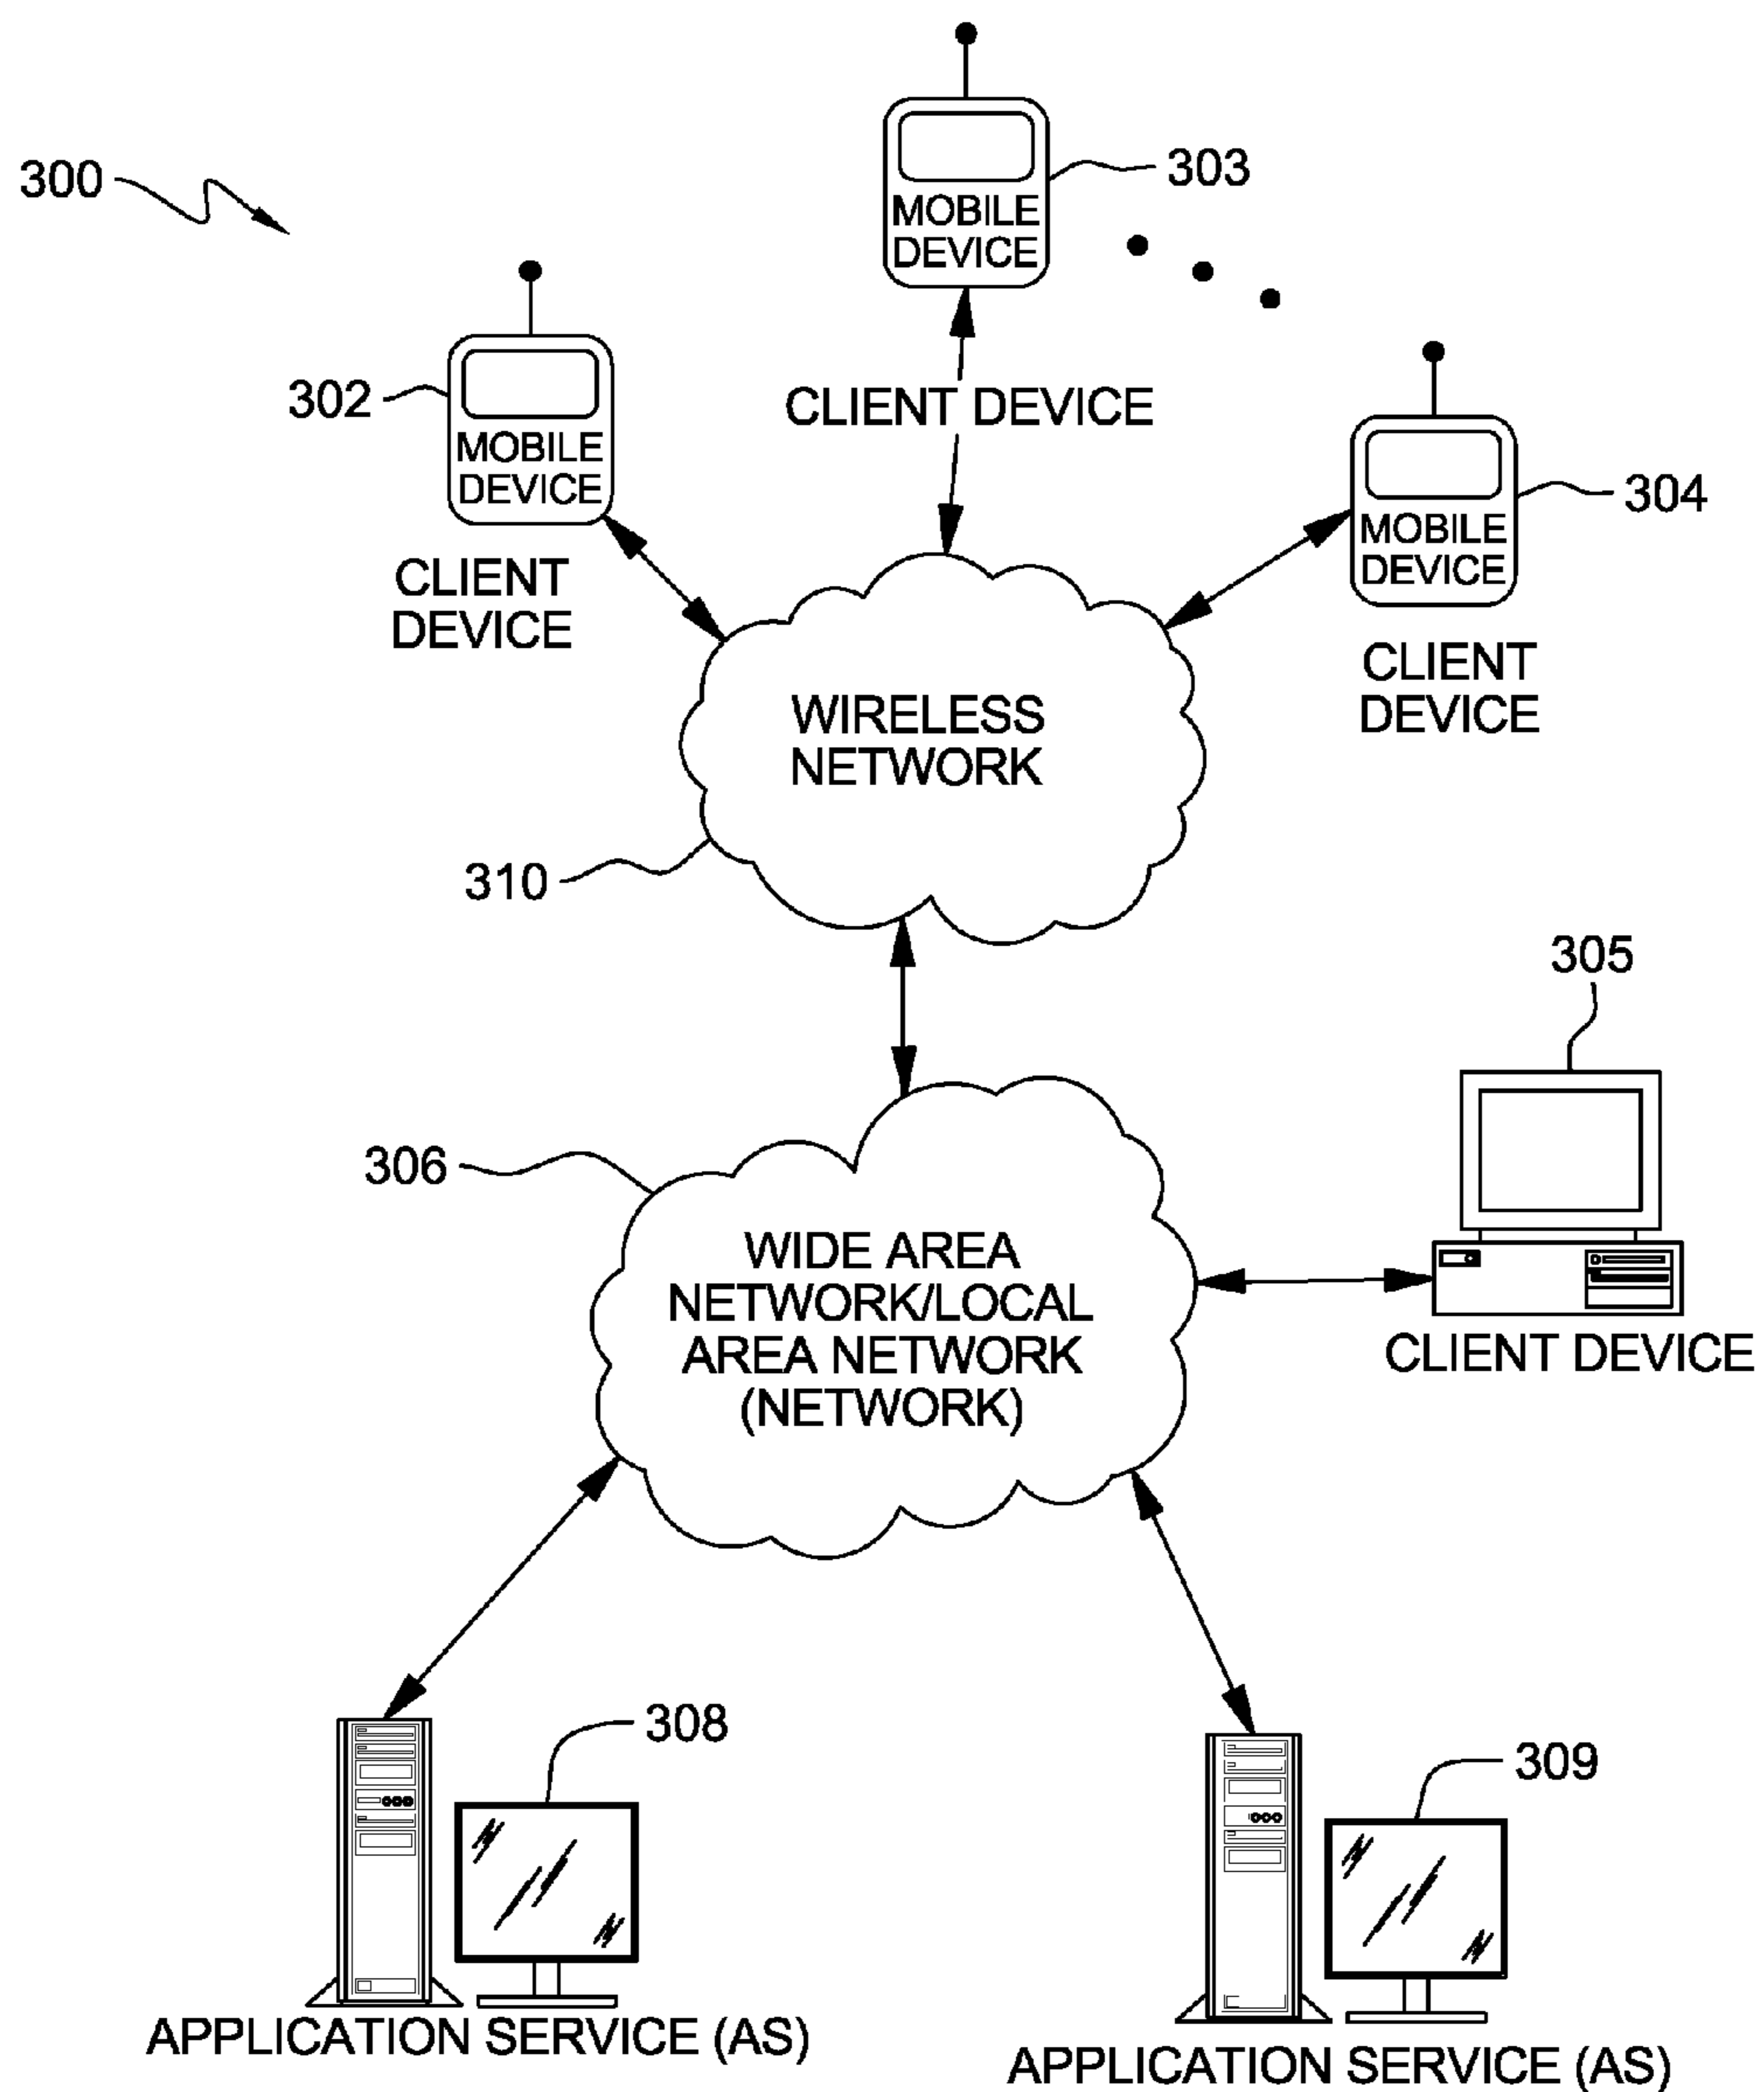 300
303
MOBILE
DEVICE
302
MOBILE
DEVICE
CLIENT DEVICE
304
MOBILE
DEVICE
CLIENT
DEVICE
CLIENT
DEVICE
WIRELESS
NETWORK
310
305
306
WIDE AREA
NETWORK/LOCAL
AREA NETWORK
(NETWORK)
CLIENT DEVICE
308
309
APPLICATION SERVICE (AS)
APPLICATION SERVICE (AS)